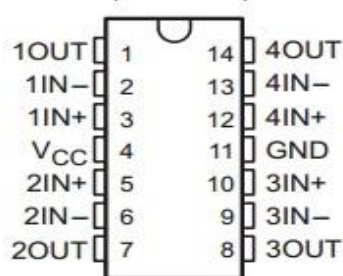 1OUT 1 14 4OUT
1IN− 2 13 4IN−
1IN+ 3 12 4IN+
VCC 4 11 GND
2IN+ 5 10 3IN+
2IN− 6 9 3IN−
2OUT 7 8 3OUT